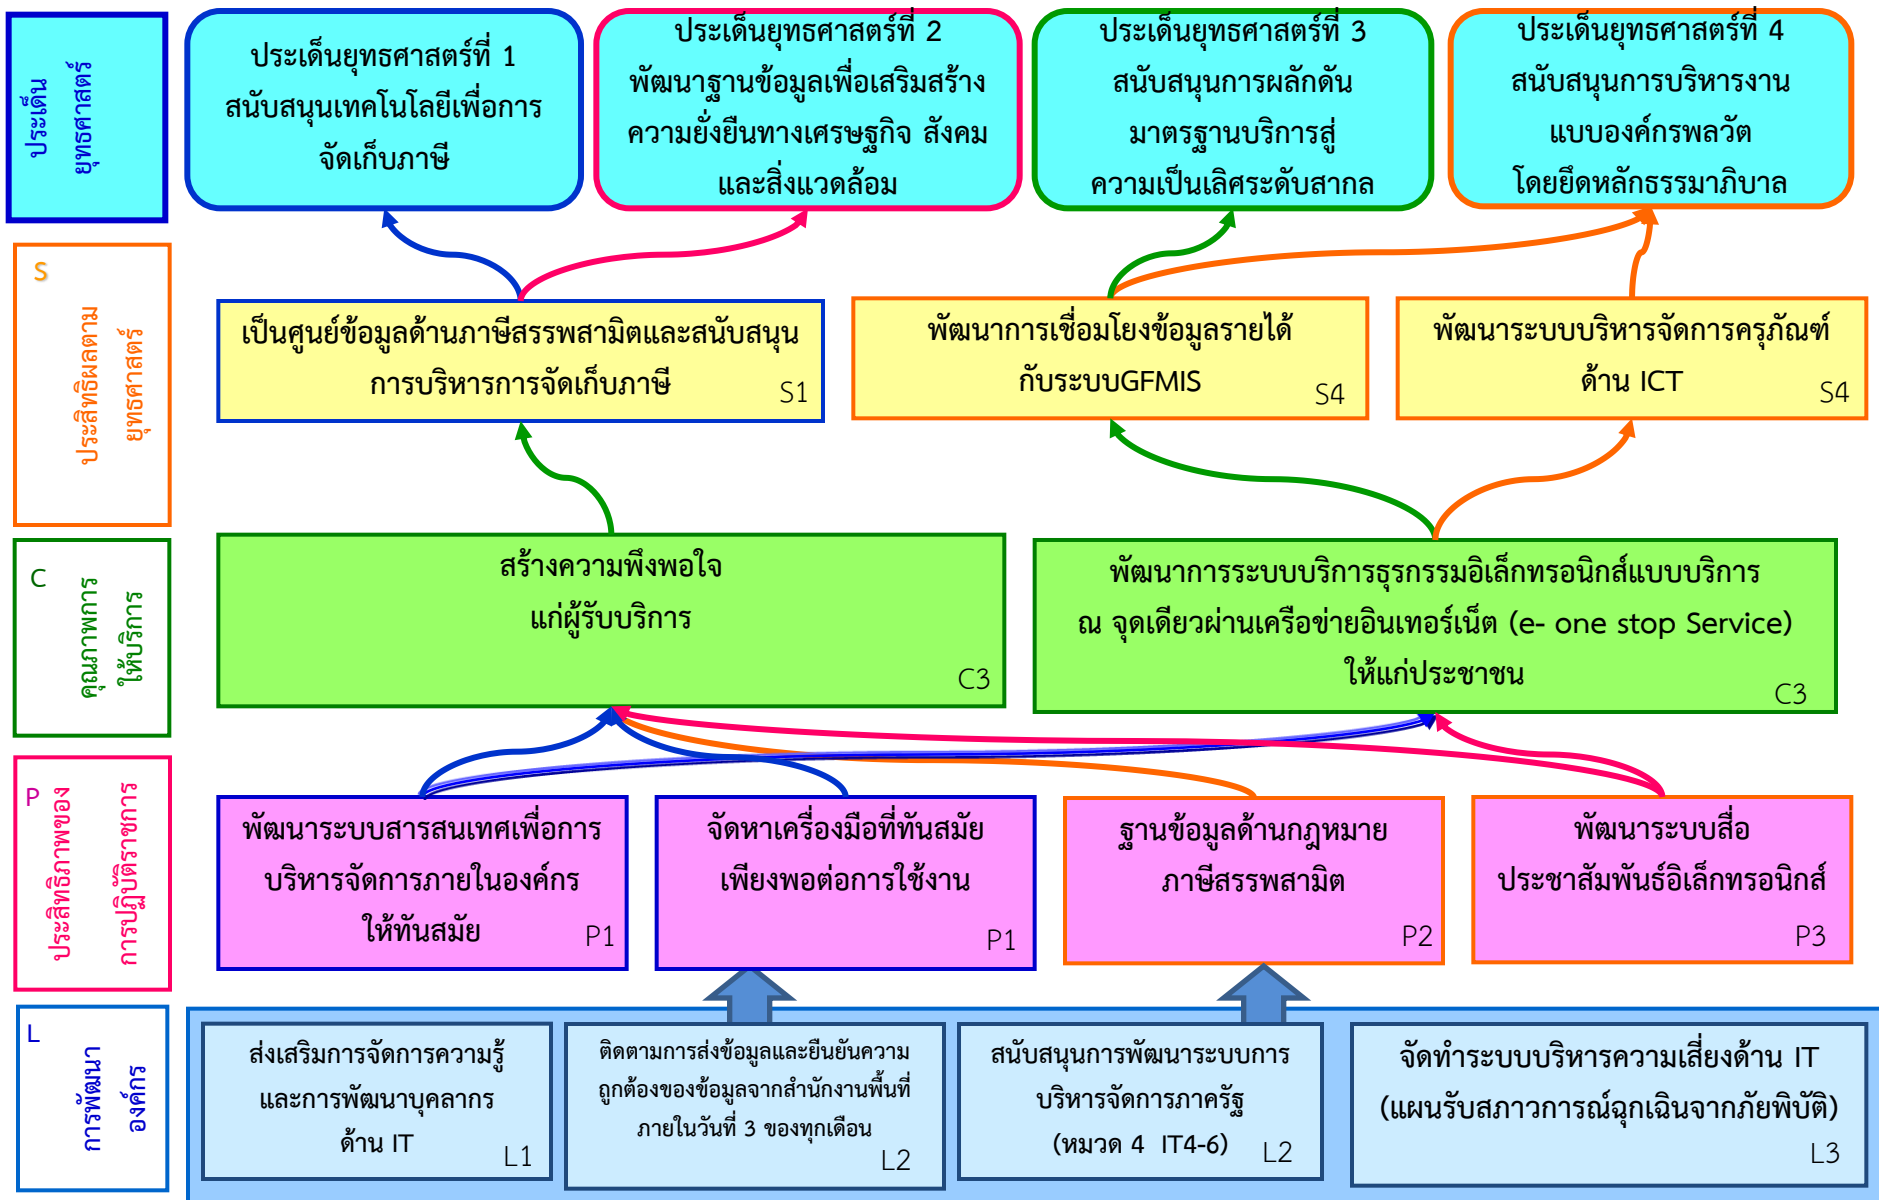 ประเด็น
ยุทธศาสตร์
ประเด็นยุทธศาสตร์ที่ 1
สนับสนุนเทคโนโลยีเพื่อการ
จัดเก็บภาษี
ประเด็นยุทธศาสตร์ที่ 2
พัฒนาฐานข้อมูลเพื่อเสริมสร้าง
ความยั่งยืนทางเศรษฐกิจ สังคม
และสิ่งแวดล้อม
ประเด็นยุทธศาสตร์ที่ 3
สนับสนุนการผลักดัน
มาตรฐานบริการสู่
ความเป็นเลิศระดับสากล
ประเด็นยุทธศาสตร์ที่ 4
สนับสนุนการบริหารงาน
แบบองค์กรพลวัต
โดยยึดหลักธรรมาภิบาล
S
ประสิทธิผลตาม
ยุทธศาสตร์
เป็นศูนย์ข้อมูลด้านภาษีสรรพสามิตและสนับสนุน
การบริหารการจัดเก็บภาษี
S1
พัฒนาการเชื่อมโยงข้อมูลรายได้
กับระบบGFMIS
S4
พัฒนาระบบบริหารจัดการครุภัณฑ์
ด้าน ICT
S4
C
คุณภาพการ
ให้บริการ
สร้างความพึงพอใจ
แก่ผู้รับบริการ
C3
พัฒนาการระบบบริการธุรกรรมอิเล็กทรอนิกส์แบบบริการ
ณ จุดเดียวผ่านเครือข่ายอินเทอร์เน็ต (e- one stop Service)
ให้แก่ประชาชน
C3
P
ประสิทธิภาพของ
การปฏิบัติราชการ
พัฒนาระบบสารสนเทศเพื่อการ
บริหารจัดการภายในองค์กร
ให้ทันสมัย
P1
จัดหาเครื่องมือที่ทันสมัย
เพียงพอต่อการใช้งาน
P1
ฐานข้อมูลด้านกฎหมาย
ภาษีสรรพสามิต
P2
พัฒนาระบบสื่อ
ประชาสัมพันธ์อิเล็กทรอนิกส์
P3
L
การพัฒนา
องค์กร
ส่งเสริมการจัดการความรู้
และการพัฒนาบุคลากร
ด้าน IT
L1
ติดตามการส่งข้อมูลและยืนยันความ
ถูกต้องของข้อมูลจากสำนักงานพื้นที่
ภายในวันที่ 3 ของทุกเดือน
L2
สนับสนุนการพัฒนาระบบการ
บริหารจัดการภาครัฐ
(หมวด 4 IT4-6)
L2
จัดทำระบบบริหารความเสี่ยงด้าน IT
(แผนรับสภาวการณ์ฉุกเฉินจากภัยพิบัติ)
L3